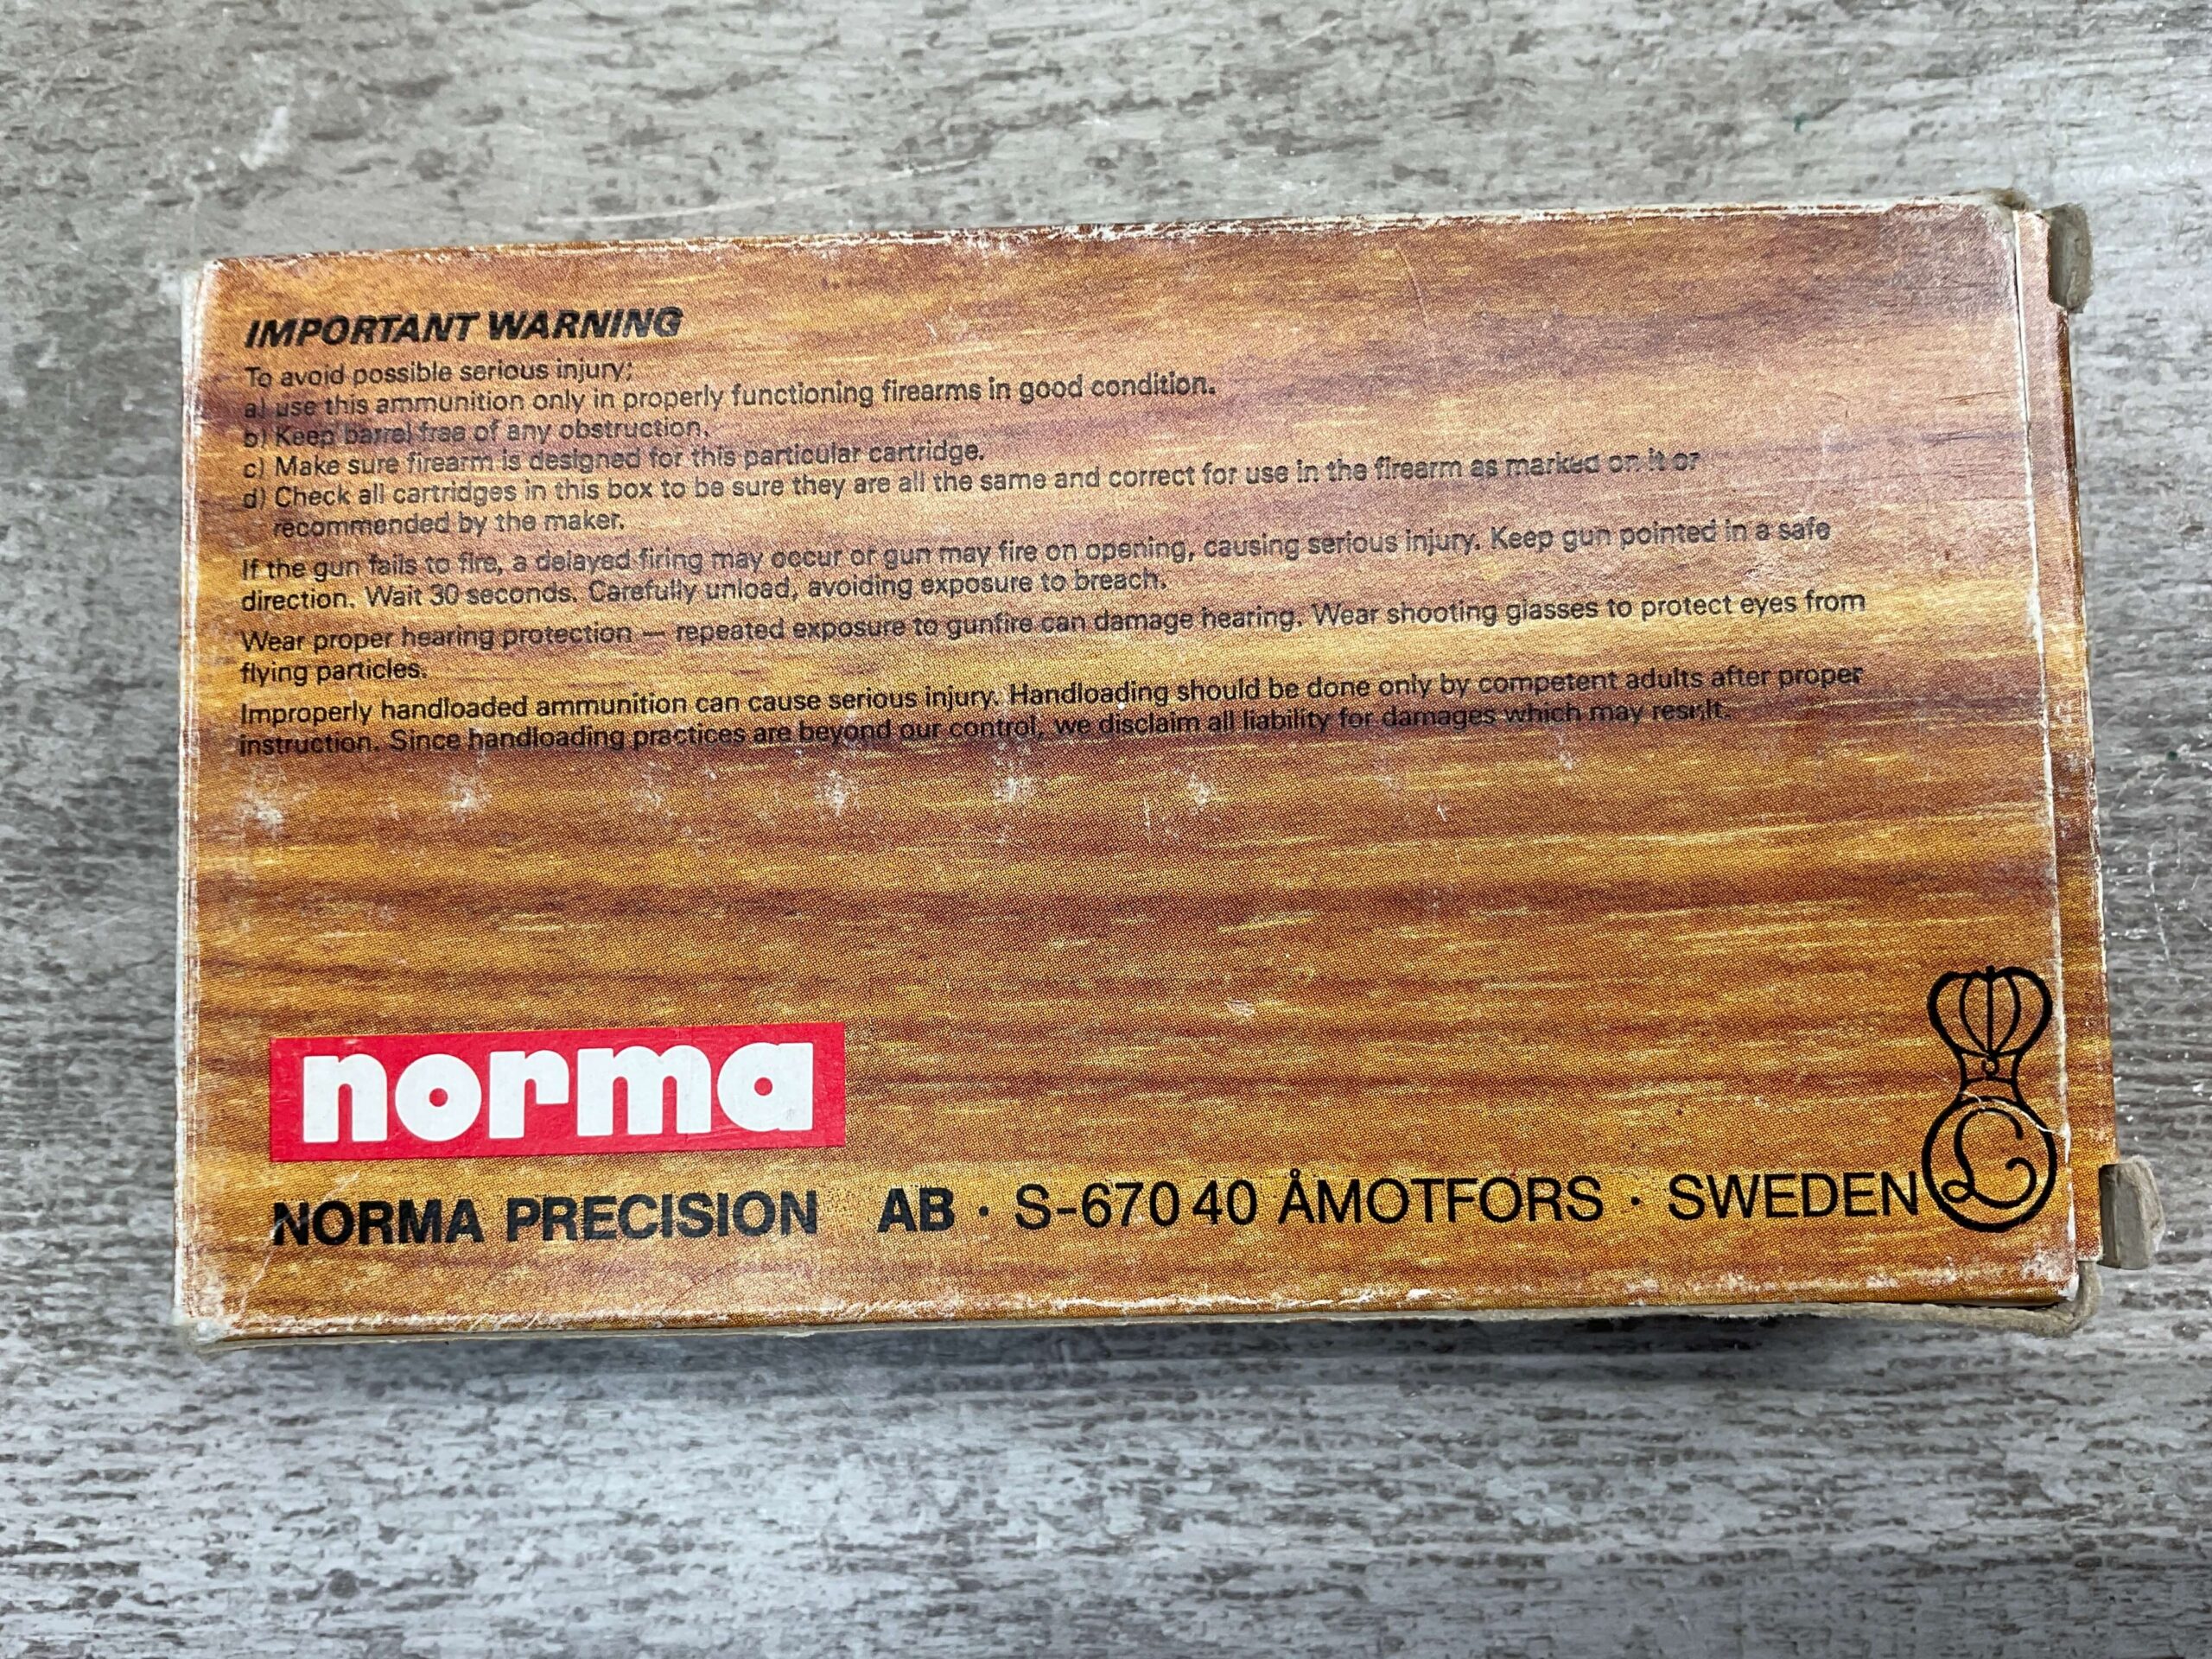 IMPORTANT WARNING
To avoid possible serious injury;
a) use this ammunition only in properly functioning firearms in good condition.
b) Keep barrel free of any obstruction.
c) Make sure firearm is designed for this particular cartridge.
d) Check all cartridges in this box to be sure they are all the same and correct for use in the firearm as marked on it or
recommended by the maker.
If the gun fails to fire, a delayed firing may occur or gun may fire on opening, causing serious injury. Keep gun pointed in a safe
direction. Wait 30 seconds. Carefully unload, avoiding exposure to breach.
Wear proper hearing protection — repeated exposure to gunfire can damage hearing. Wear shooting glasses to protect eyes from
flying particles.
Improperly handloaded ammunition can cause serious injury. Handloading should be done only by competent adults after proper
instruction. Since handloading practices are beyond our control, we disclaim all liability for damages which may result.
norma
NORMA PRECISION AB · S-670 40 ÅMOTFORS · SWEDEN